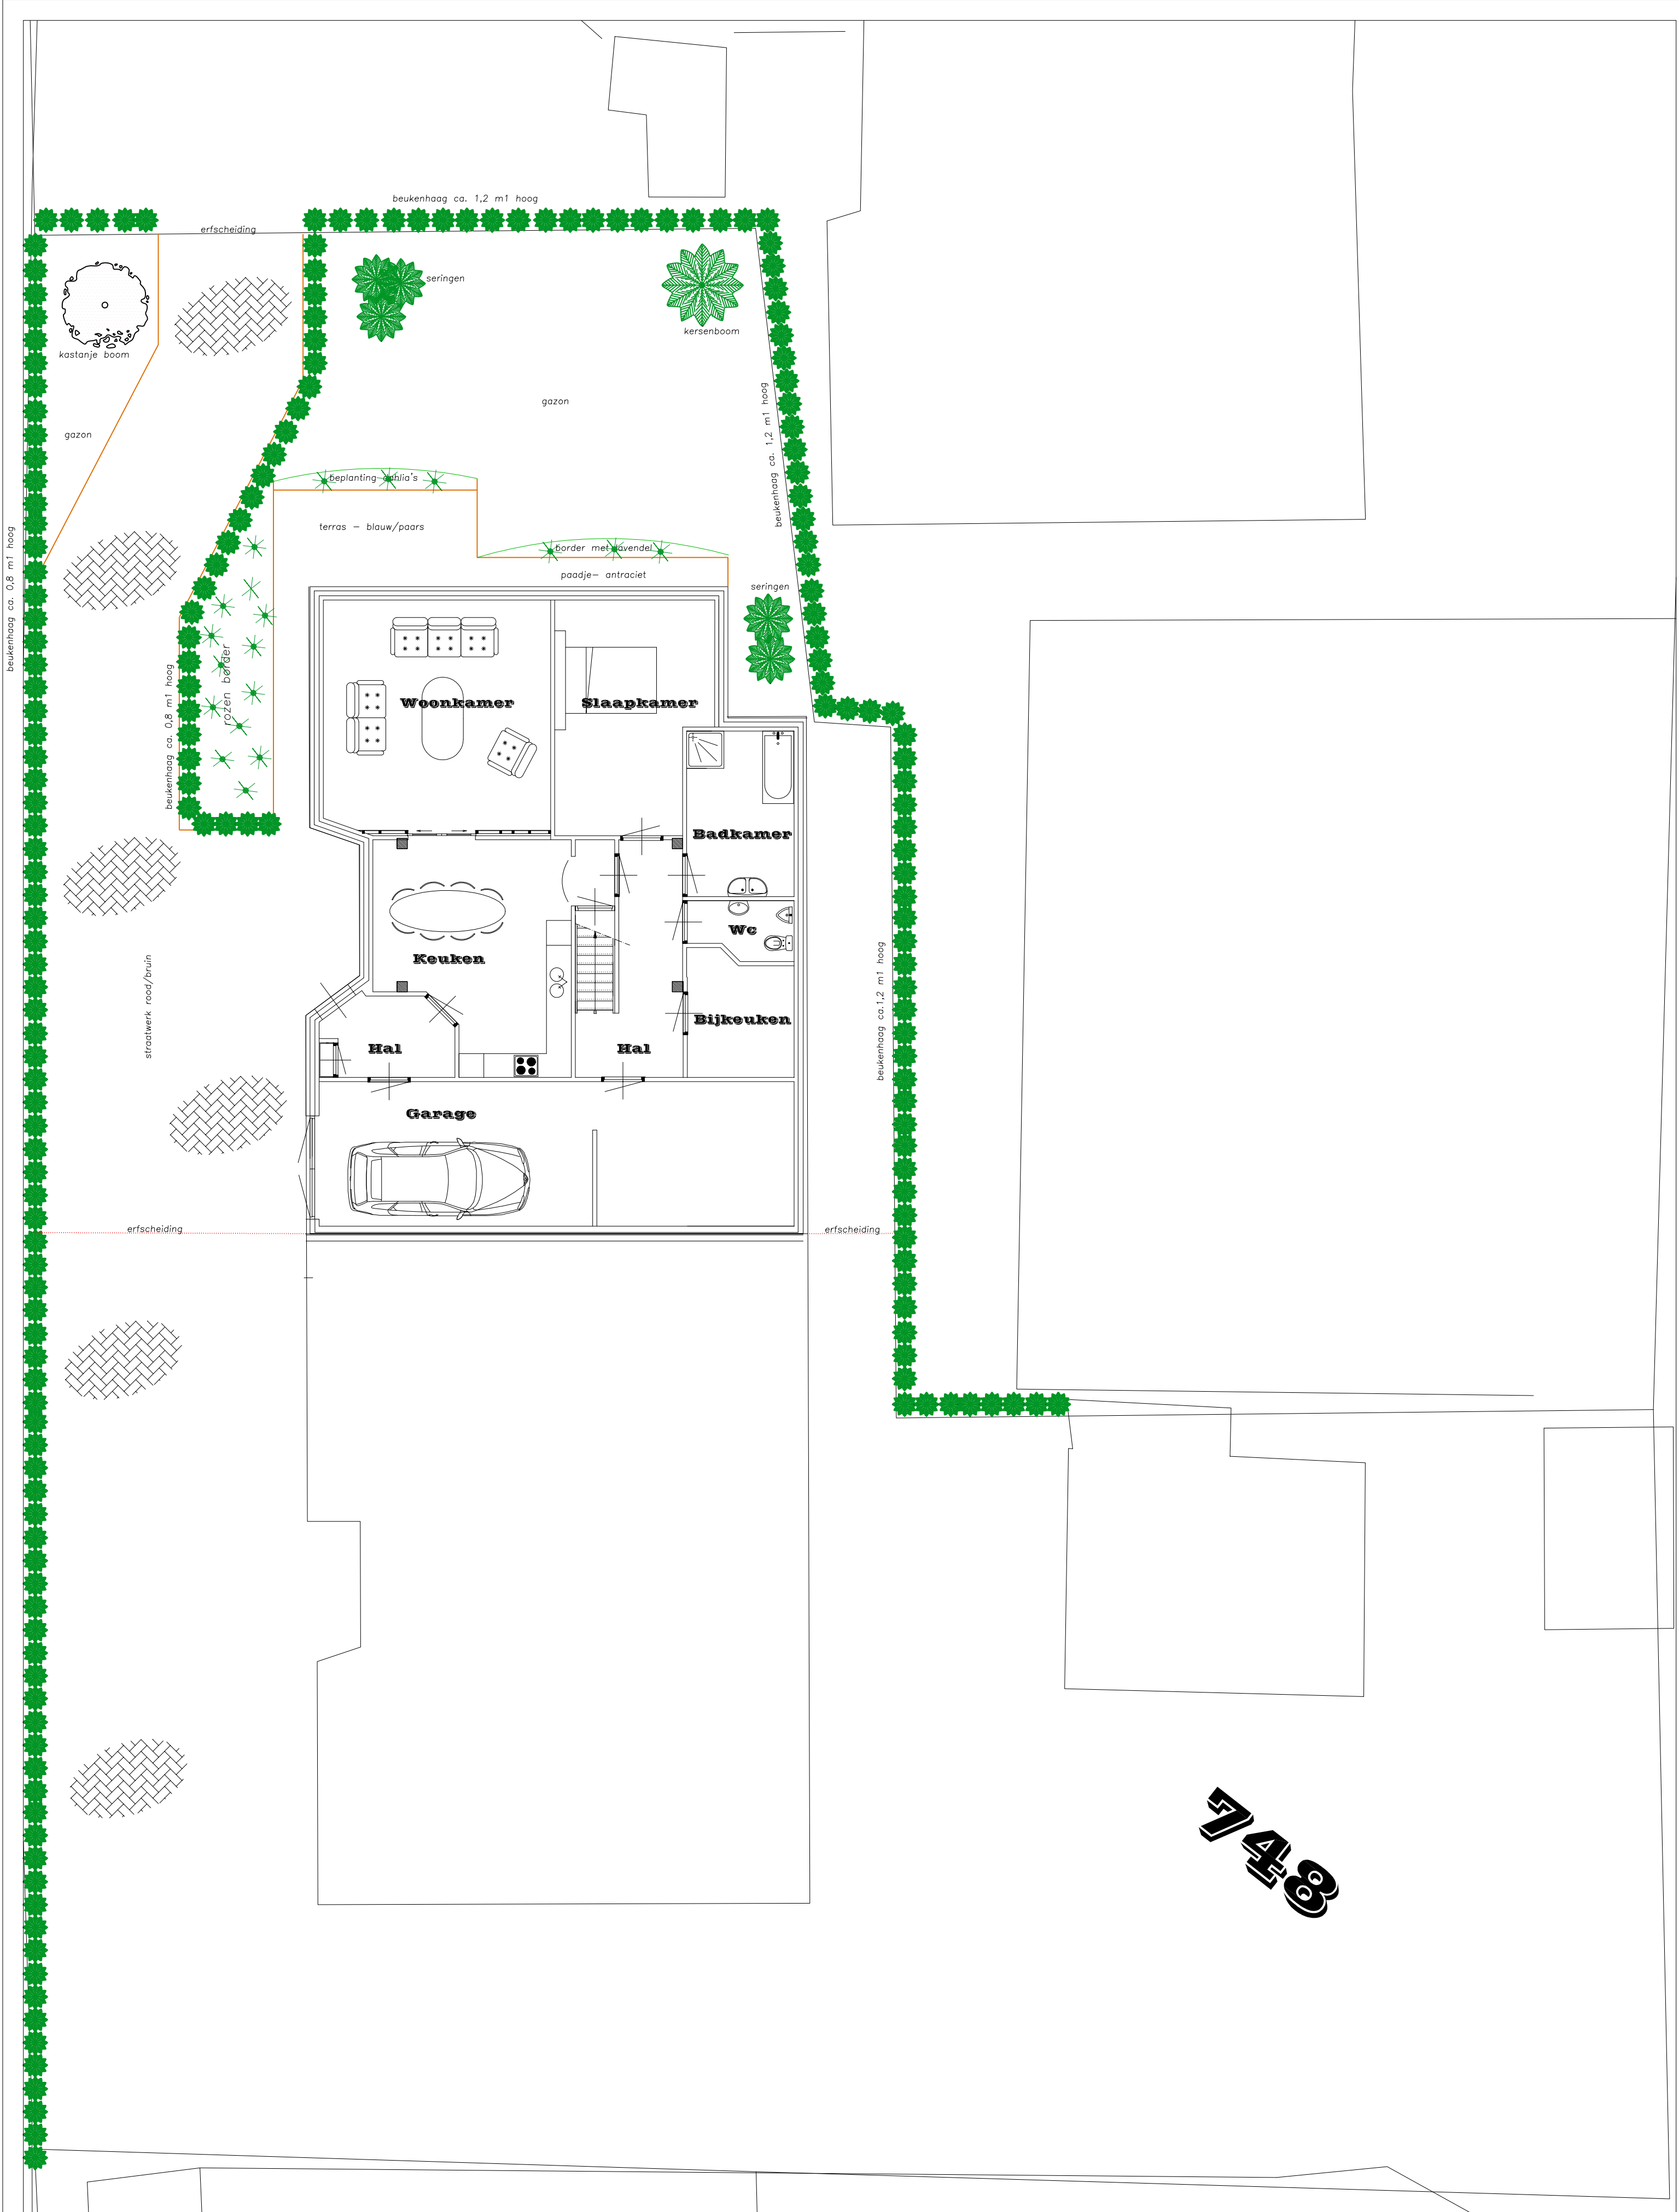 beukenhaag ca. 1,2 m1 hoog
erfscheiding
seringen
kersenboom
kastanje boom
gazon
gazon
beukenhaag ca. 1,2 m1 hoog
beplanting dahlia's
terras - blauw/paars
border met lavendel
paadje- antraciet
seringen
beukenhaag ca. 0,8 m1 hoog
rozen border
beukenhaag ca. 0,8 m1 hoog
Woonkamer
Slaapkamer
Badkamer
Wc
Keuken
Bijkeuken
Hal
Hal
straatwerk rood/bruin
beukenhaag ca.1,2 m1 hoog
Garage
erfscheiding
erfscheiding
748